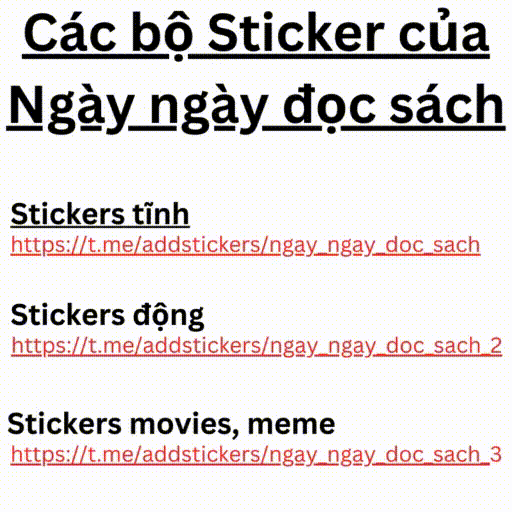 Các bộ Sticker của
Ngày ngày đọc sách
Stickers tĩnh
https://t.me/addstickers/ngay_ngay_doc_sach
Stickers động
https://t.me/addstickers/ngay_ngay_doc_sach_2
Stickers movies, meme
https://t.me/addstickers/ngay_ngay_doc_sach_3